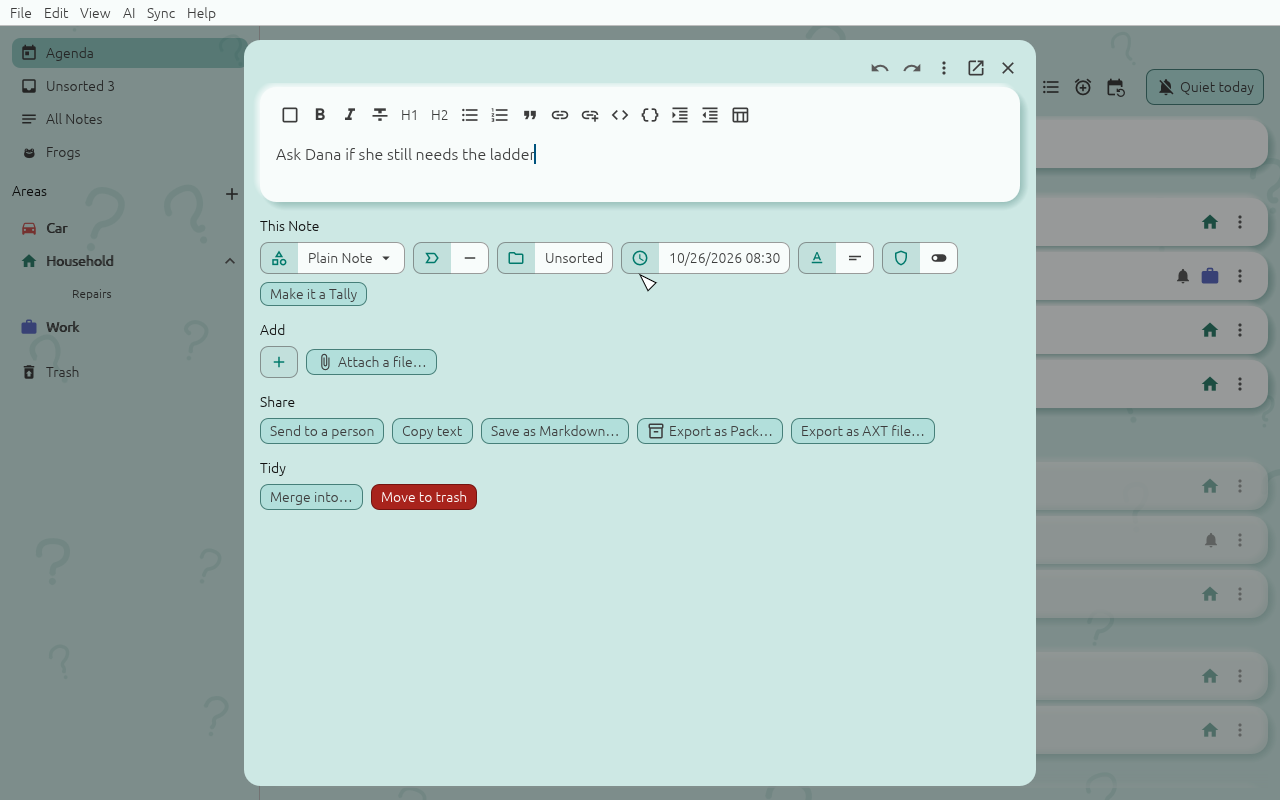 File Edit View AI Sync Help
Agenda
Unsorted 3
All Notes
Frogs
Areas
Car
Household
Repairs
Work
Trash
Quiet today
H1 H2
Ask Dana if she still needs the ladder
This Note
Plain Note
Unsorted
10/26/2026 08:30
Make it a Tally
Add
Attach a file…
Share
Send to a person
Copy text
Save as Markdown…
Export as Pack…
Export as AXT file…
Tidy
Merge into…
Move to trash